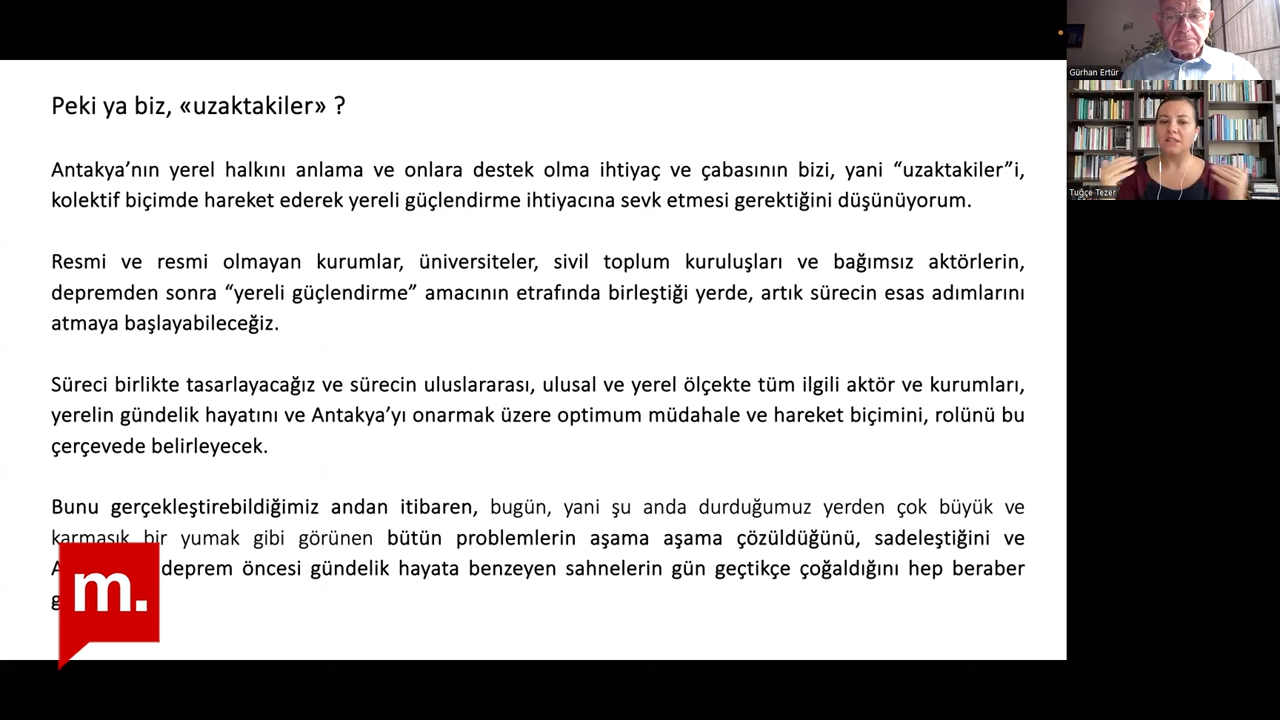 Peki ya biz, «uzaktakiler» ?
Antakya’nın yerel halkını anlama ve onlara destek olma ihtiyaç ve çabasının bizi, yani “uzaktakiler”i,
kolektif biçimde hareket ederek yereli güçlendirme ihtiyacına sevk etmesi gerektiğini düşünüyorum.
Resmi ve resmi olmayan kurumlar, üniversiteler, sivil toplum kuruluşları ve bağımsız aktörlerin,
depremden sonra “yereli güçlendirme” amacının etrafında birleştiği yerde, artık sürecin esas adımlarını
atmaya başlayabileceğiz.
Süreci birlikte tasarlayacağız ve sürecin uluslararası, ulusal ve yerel ölçekte tüm ilgili aktör ve kurumları,
yerelin gündelik hayatını ve Antakya’yı onarmak üzere optimum müdahale ve hareket biçimini, rolünü bu
çerçevede belirleyecek.
Bunu gerçekleştirebildiğimiz andan itibaren, bugün, yani şu anda durduğumuz yerden çok büyük ve
karmaşık bir yumak gibi görünen bütün problemlerin aşama aşama çözüldüğünü, sadeleştiğini ve
deprem öncesi gündelik hayata benzeyen sahnelerin gün geçtikçe çoğaldığını hep beraber
m.
Gürhan Ertür
Tuğçe Tezer